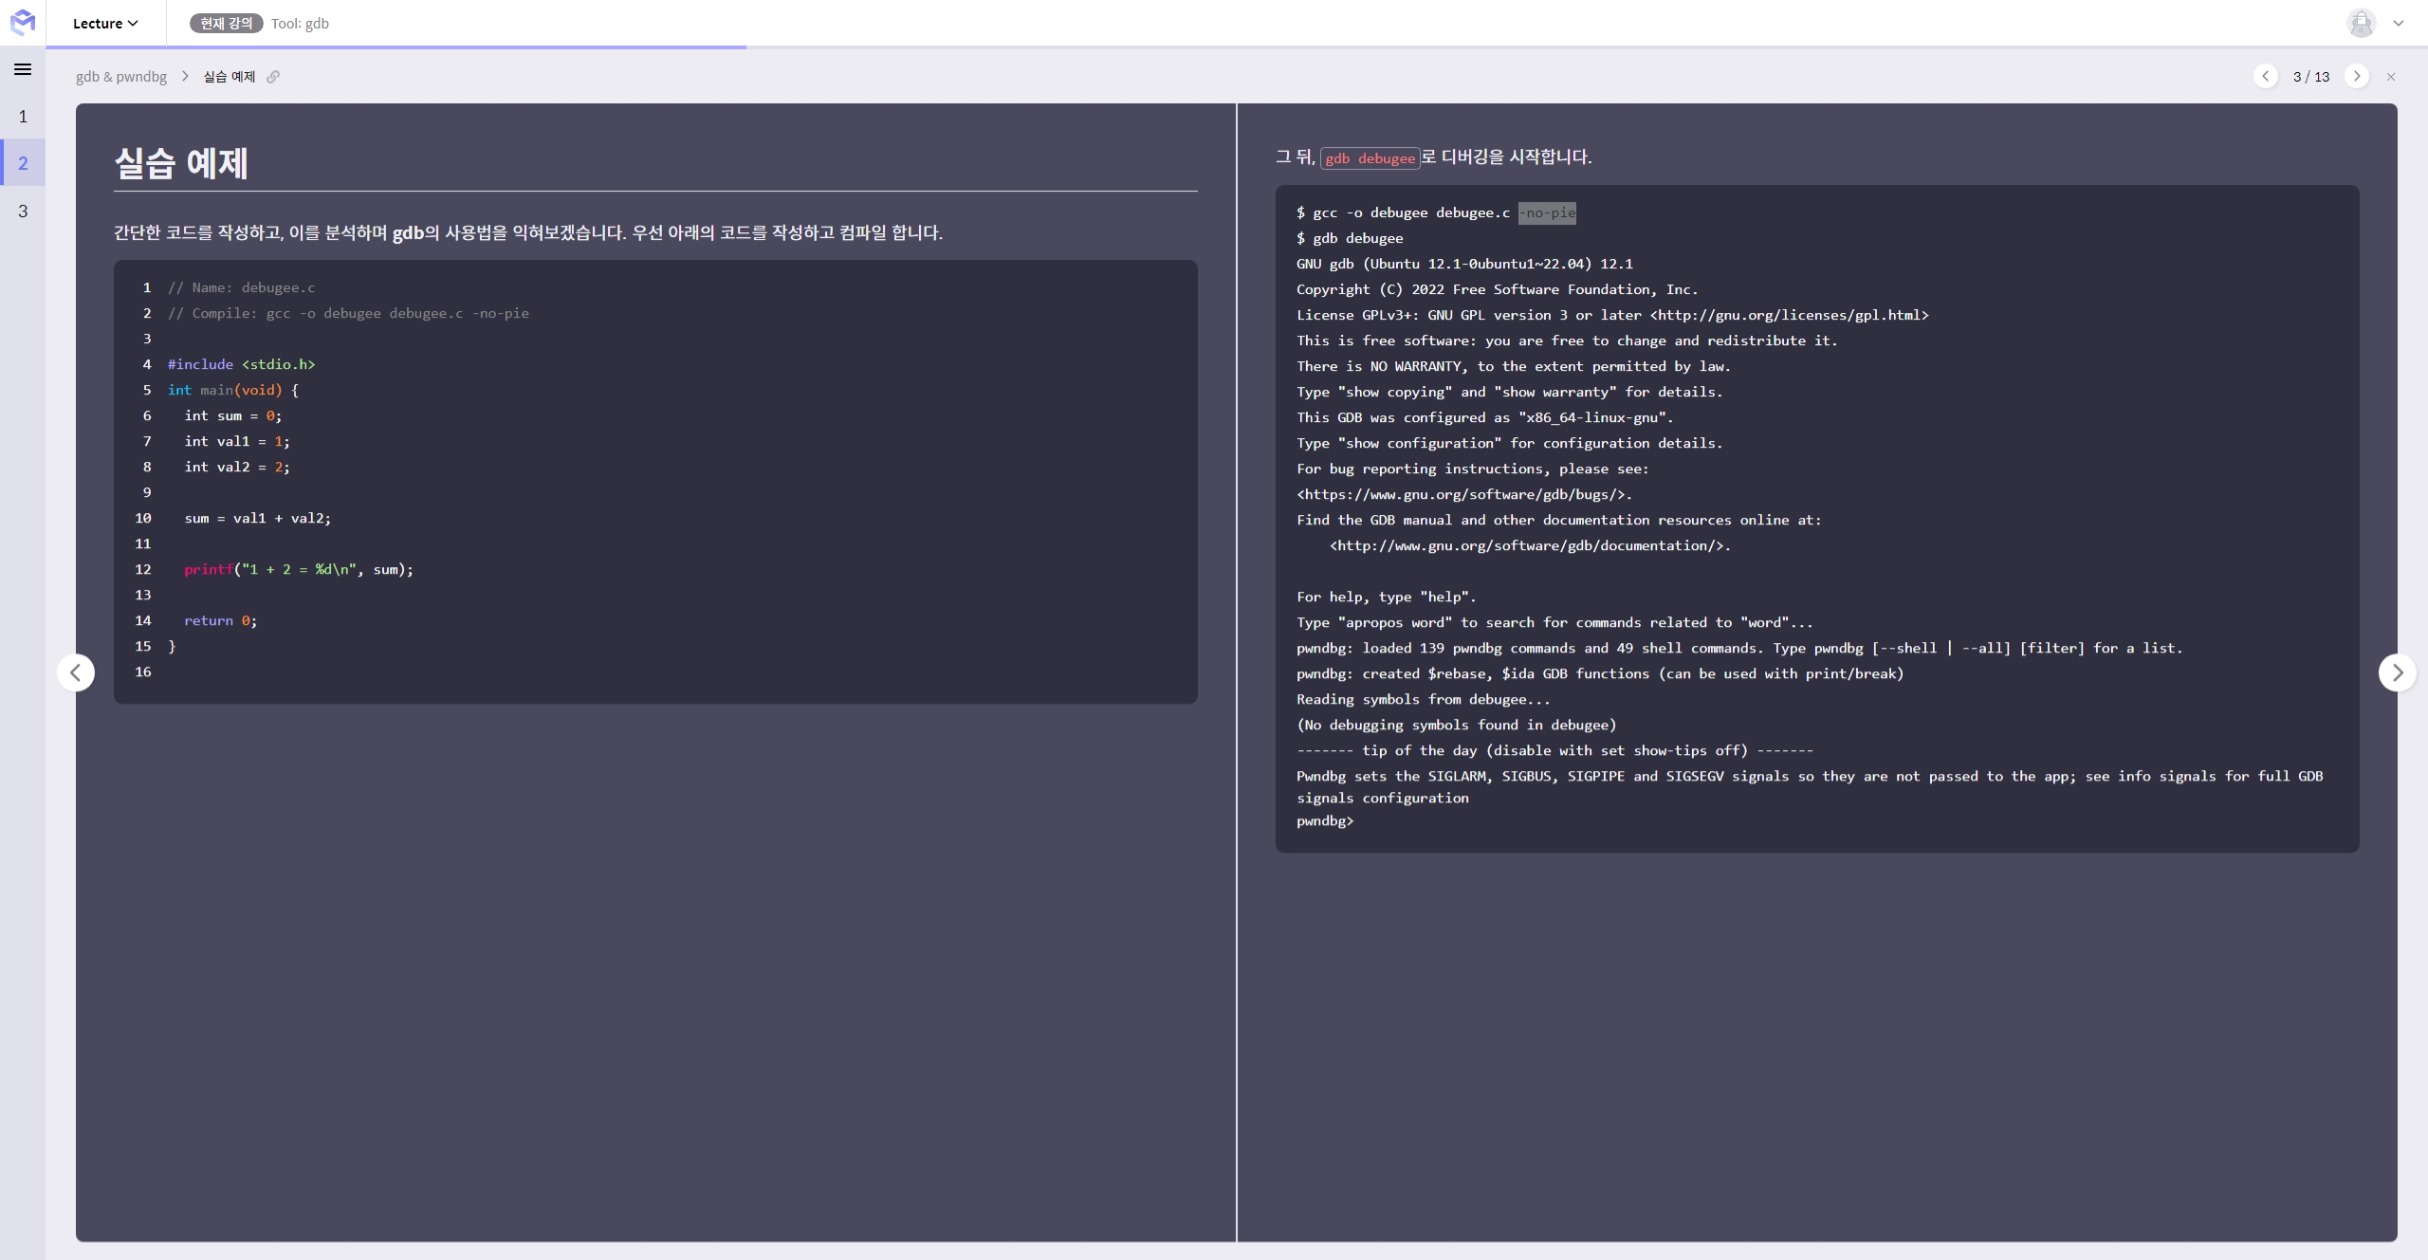 Lecture
현재 강의 Tool: gdb
gdb & pwndbg > 실습 예제
3 / 13
1
2
3
실습 예제
간단한 코드를 작성하고, 이를 분석하며 gdb의 사용법을 익혀보겠습니다. 우선 아래의 코드를 작성하고 컴파일 합니다.
1 // Name: debugee.c
2 // Compile: gcc -o debugee debugee.c -no-pie
3
4 #include <stdio.h>
5 int main(void) {
6   int sum = 0;
7   int val1 = 1;
8   int val2 = 2;
9
10   sum = val1 + val2;
11
12   printf("1 + 2 = %d\n", sum);
13
14   return 0;
15 }
16
그 뒤, gdb debugee로 디버깅을 시작합니다.
$ gcc -o debugee debugee.c -no-pie
$ gdb debugee
GNU gdb (Ubuntu 12.1-0ubuntu1~22.04) 12.1
Copyright (C) 2022 Free Software Foundation, Inc.
License GPLv3+: GNU GPL version 3 or later <http://gnu.org/licenses/gpl.html>
This is free software: you are free to change and redistribute it.
There is NO WARRANTY, to the extent permitted by law.
Type "show copying" and "show warranty" for details.
This GDB was configured as "x86_64-linux-gnu".
Type "show configuration" for configuration details.
For bug reporting instructions, please see:
<https://www.gnu.org/software/gdb/bugs/>.
Find the GDB manual and other documentation resources online at:
    <http://www.gnu.org/software/gdb/documentation/>.

For help, type "help".
Type "apropos word" to search for commands related to "word"...
pwndbg: loaded 139 pwndbg commands and 49 shell commands. Type pwndbg [--shell | --all] [filter] for a list.
pwndbg: created $rebase, $ida GDB functions (can be used with print/break)
Reading symbols from debugee...
(No debugging symbols found in debugee)
------- tip of the day (disable with set show-tips off) -------
Pwndbg sets the SIGLARM, SIGBUS, SIGPIPE and SIGSEGV signals so they are not passed to the app; see info signals for full GDB
signals configuration
pwndbg>